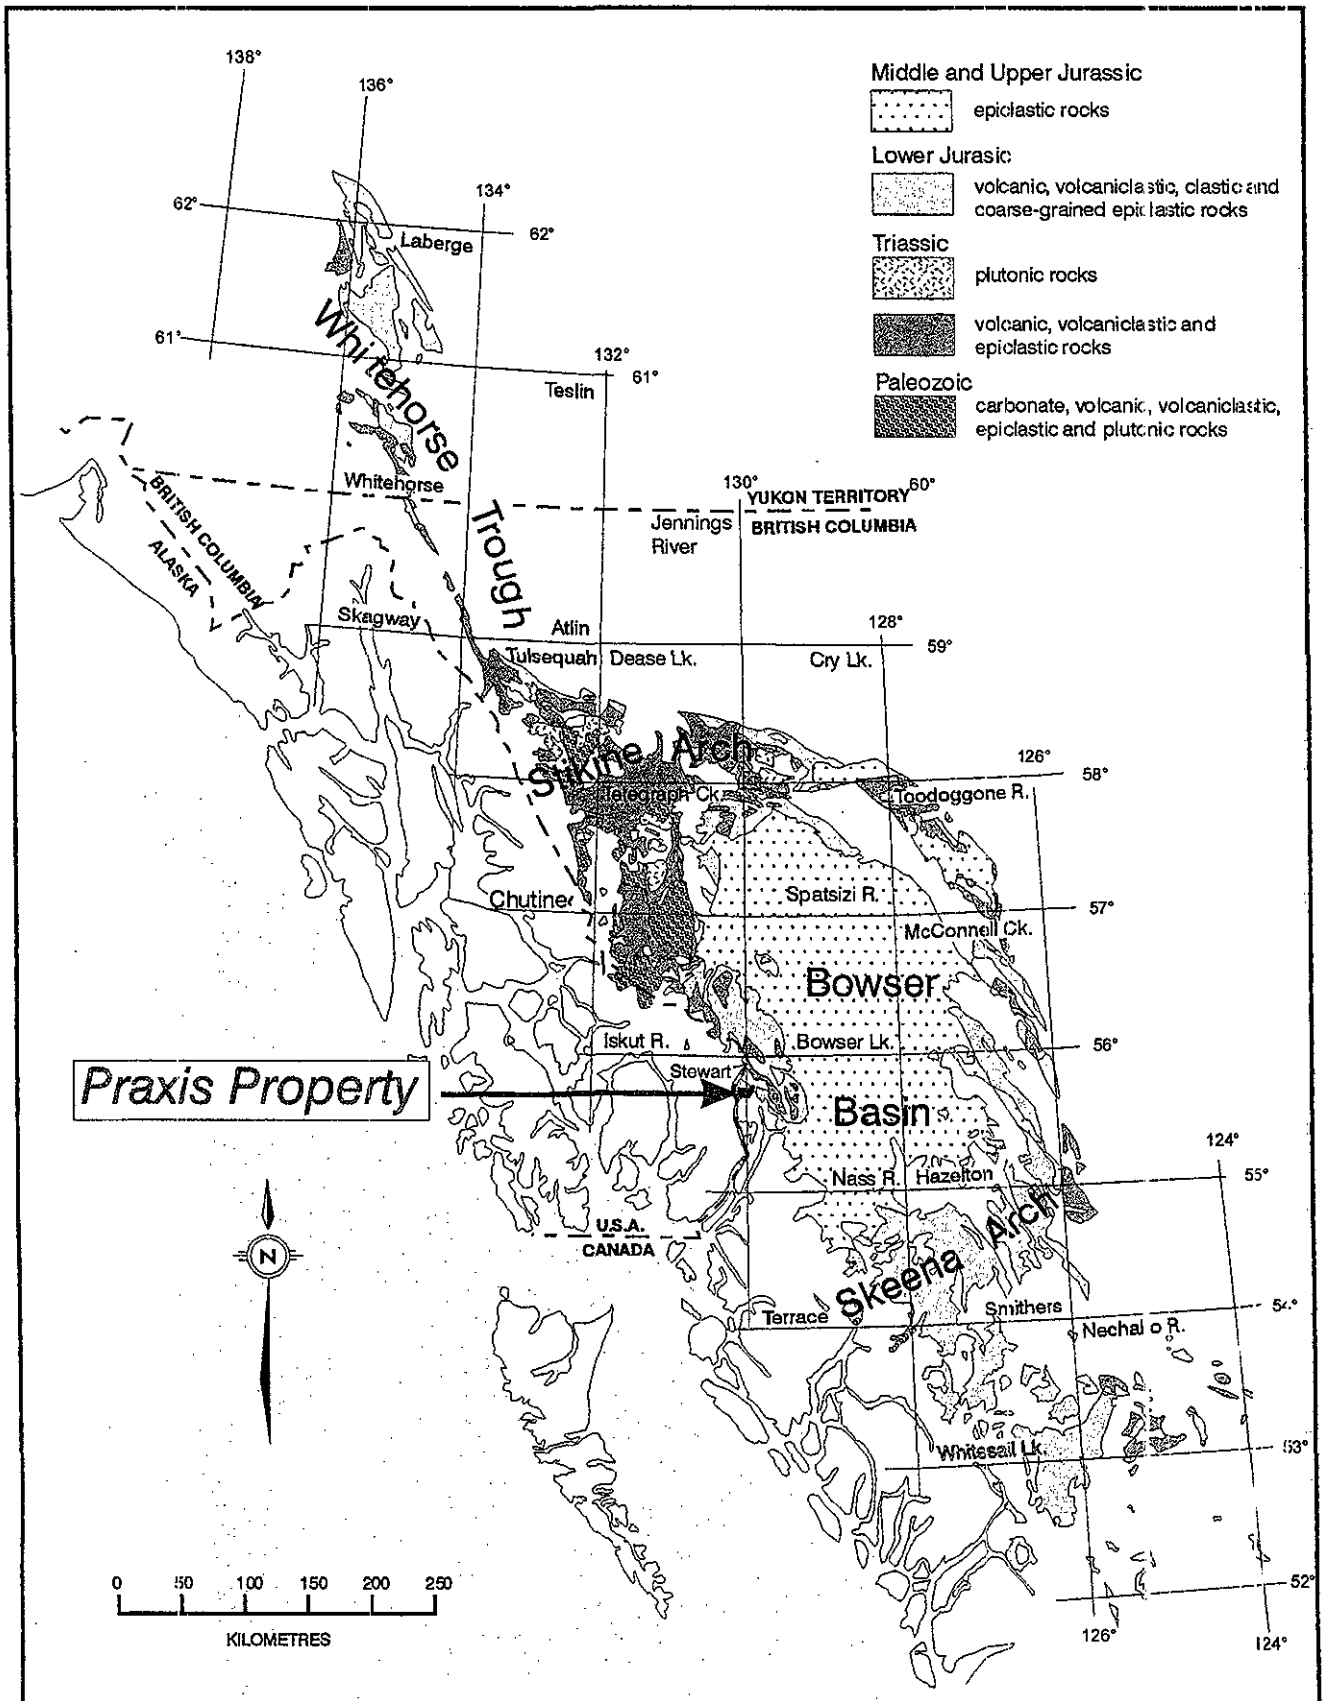 138°
136°
134°
62°
62°
Laberge
61°
132°
61°
Teslin
Whitehorse
Trough
Middle and Upper Jurassic
epiclastic rocks
Lower Jurasic
volcanic, volcaniclastic, clastic and
coarse-grained epiclastic rocks
Triassic
plutonic rocks
volcanic, volcaniclastic and
epiclastic rocks
Paleozoic
carbonate, volcanic, volcaniclastic,
epiclastic and plutonic rocks
Whitehorse
130°
YUKON TERRITORY
60°
BRITISH COLUMBIA
Jennings
River
BRITISH COLUMBIA
ALASKA
Skagway
Atlin
128°
59°
Tulsequah
Dease Lk.
Cry Lk.
Stikine Arch
126°
58°
Telegraph Ck.
Toodoggone R.
Chutine
Spatsizi R.
57°
McConnell Ck.
Bowser
Iskut R.
Bowser Lk.
56°
Stewart
Praxis Property
Basin
124°
Nass R.
Hazelton
55°
Skeena Arch
U.S.A.
CANADA
N
Terrace
Smithers
54°
Nechako R.
Whitesail Lk.
53°
52°
126°
124°
0 50 100 150 200 250
KILOMETRES